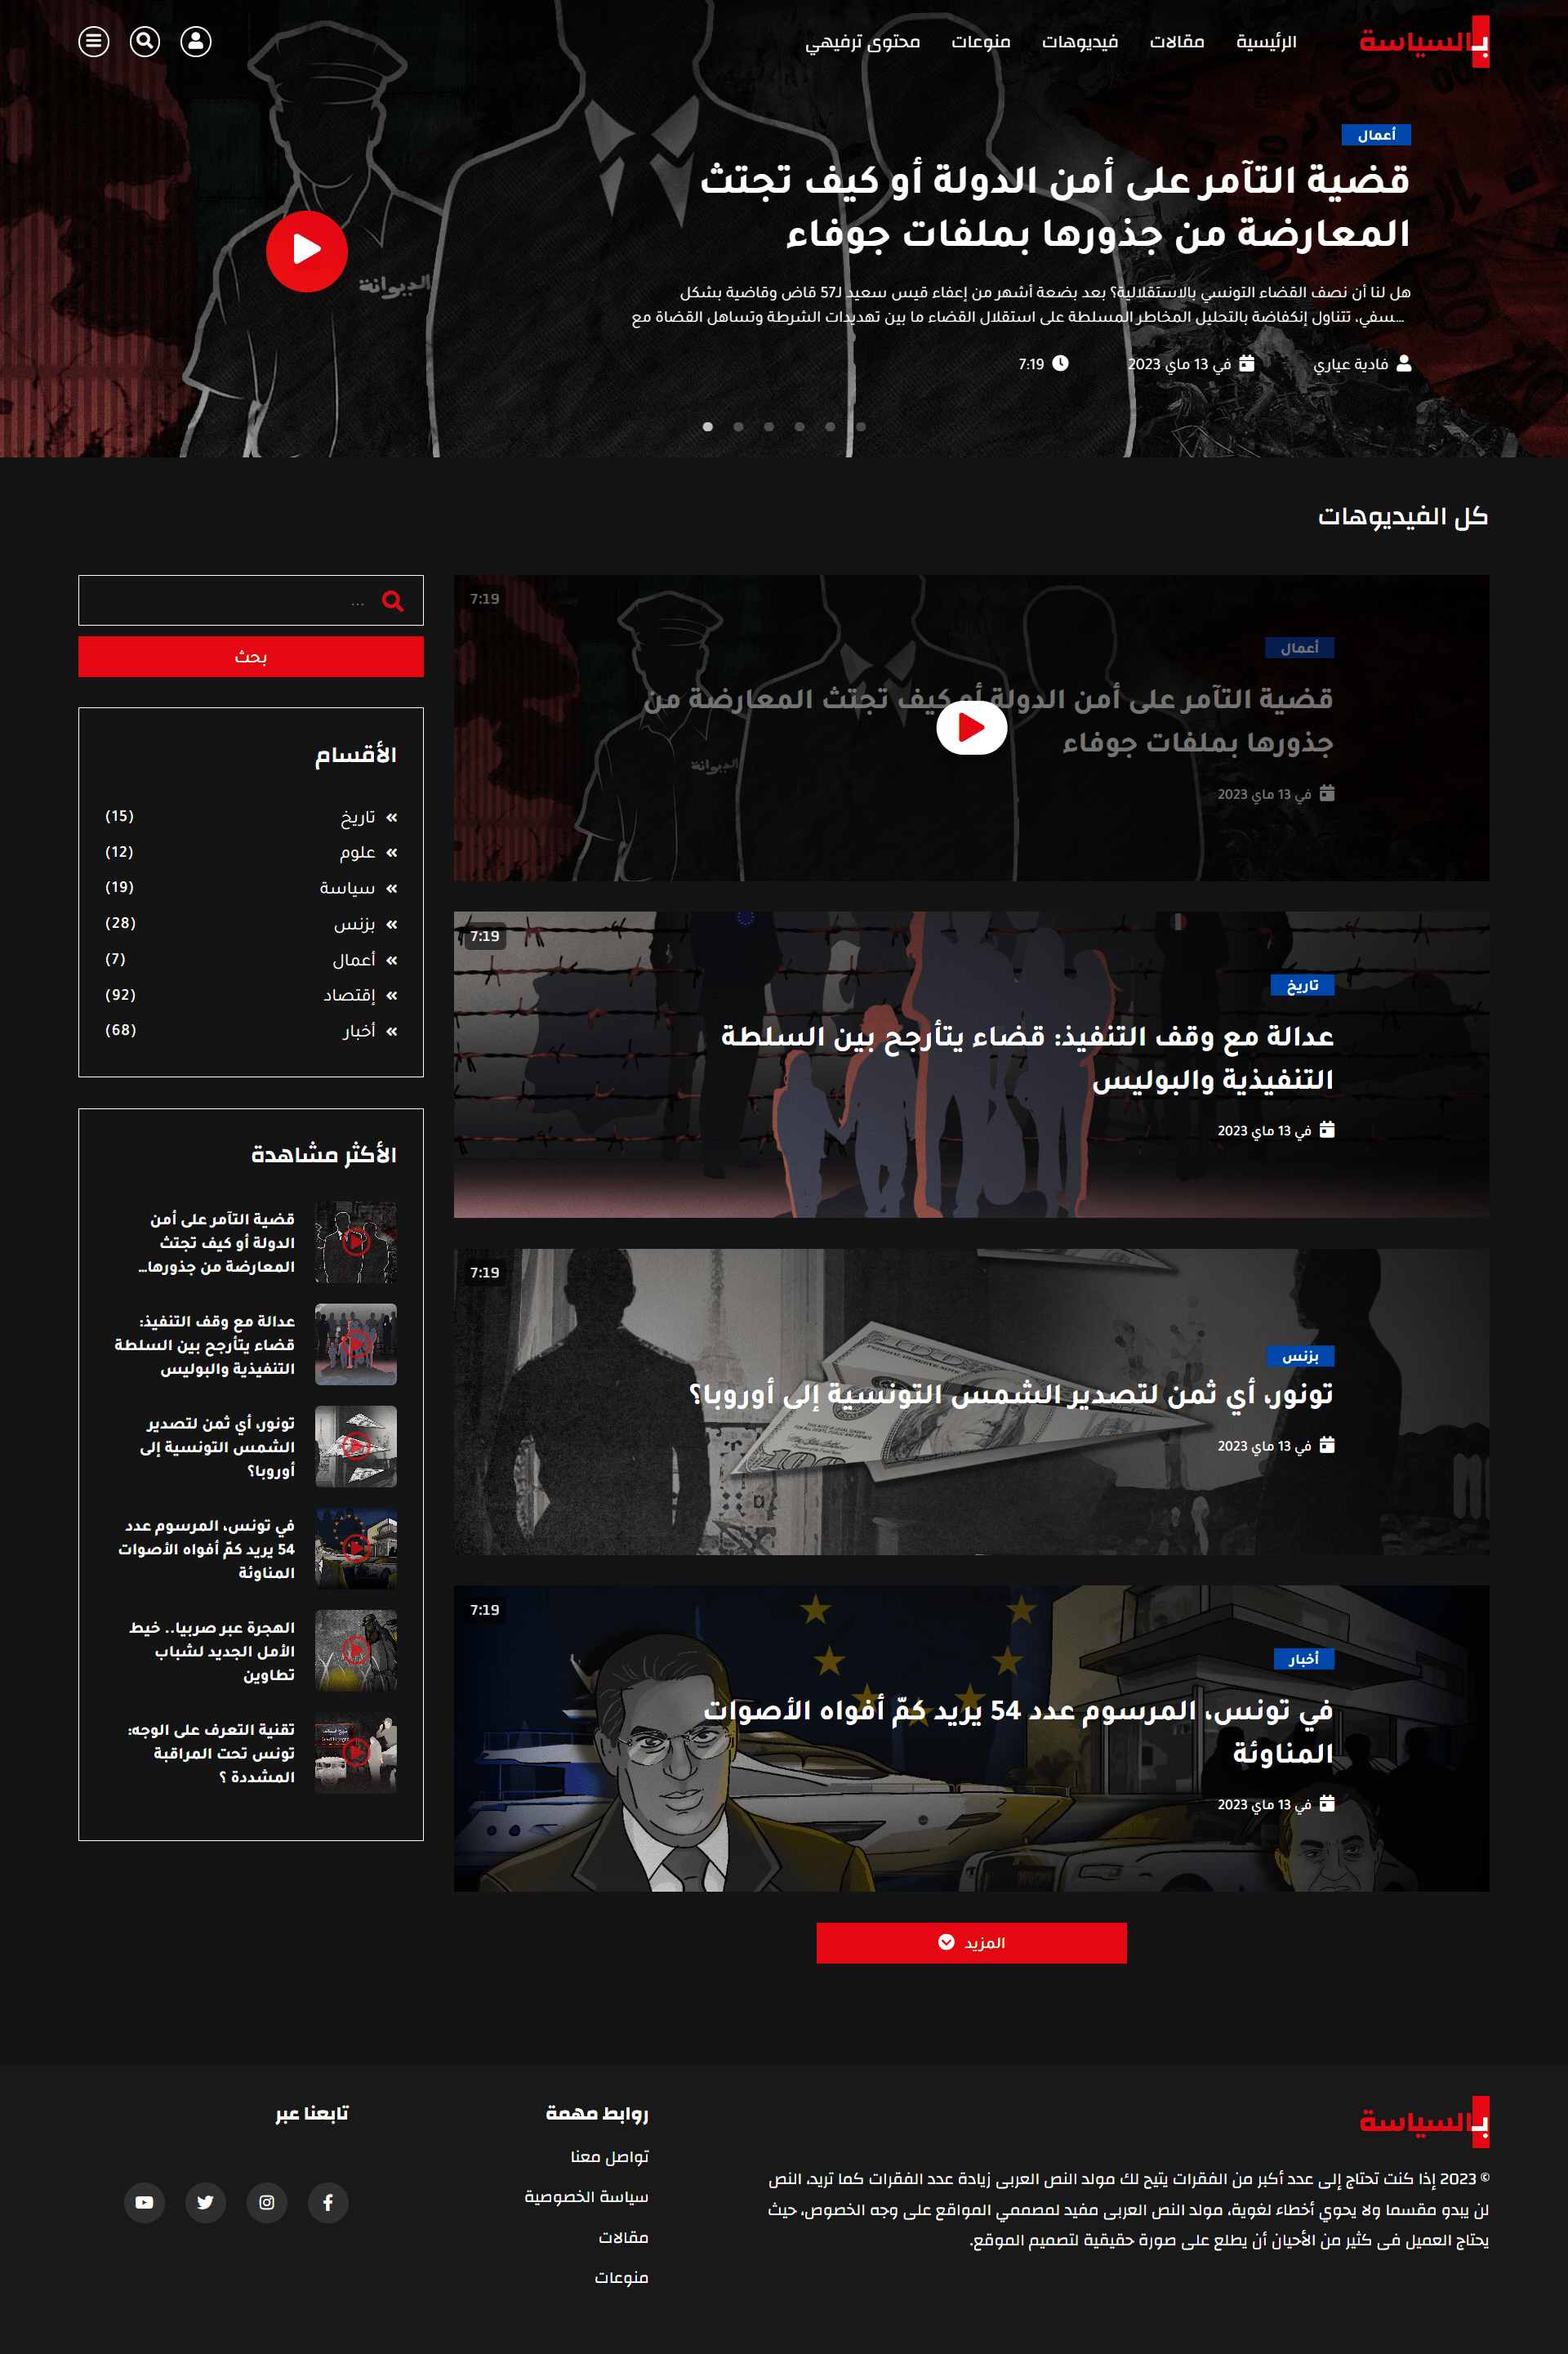 بالسياسة
الرئيسية
مقالات
فيديوهات
منوعات
محتوى ترفيهي
أعمال
قضية التآمر على أمن الدولة أو كيف تجتث
المعارضة من جذورها بملفات جوفاء
هل لنا أن نصف القضاء التونسي بالاستقلالية؟ بعد بضعة أشهر من إعفاء قيس سعيد لـ57 قاض وقاضية بشكل
...سفي، تتناول إنكفاضة بالتحليل المخاطر المسلطة على استقلال القضاء ما بين تهديدات الشرطة وتساهل القضاة مع
فادية عياري
في 13 ماي 2023
7:19
الديوانة
كل الفيديوهات
7:19
أعمال
قضية التآمر على أمن الدولة أو كيف تجتث المعارضة من
جذورها بملفات جوفاء
في 13 ماي 2023
الديوانة
7:19
تاريخ
عدالة مع وقف التنفيذ: قضاء يتأرجح بين السلطة
التنفيذية والبوليس
في 13 ماي 2023
7:19
بزنس
تونور، أي ثمن لتصدير الشمس التونسية إلى أوروبا؟
في 13 ماي 2023
100
7:19
أخبار
في تونس، المرسوم عدد 54 يريد كمّ أفواه الأصوات
المناوئة
في 13 ماي 2023
المزيد
...
بحث
الأقسام
تاريخ (15)
علوم (12)
سياسة (19)
بزنس (28)
أعمال (7)
إقتصاد (92)
أخبار (68)
الأكثر مشاهدة
قضية التآمر على أمن
الدولة أو كيف تجتث
المعارضة من جذورها...
عدالة مع وقف التنفيذ:
قضاء يتأرجح بين السلطة
التنفيذية والبوليس
تونور، أي ثمن لتصدير
الشمس التونسية إلى
أوروبا؟
في تونس، المرسوم عدد
54 يريد كمّ أفواه الأصوات
المناوئة
الهجرة عبر صربيا.. خيط
الأمل الجديد لشباب
تطاوين
تقنية التعرف على الوجه:
تونس تحت المراقبة
المشددة ؟
بالسياسة
© 2023 إذا كنت تحتاج إلى عدد أكبر من الفقرات يتيح لك مولد النص العربى زيادة عدد الفقرات كما تريد، النص
لن يبدو مقسما ولا يحوي أخطاء لغوية، مولد النص العربى مفيد لمصممي المواقع على وجه الخصوص، حيث
يحتاج العميل فى كثير من الأحيان أن يطلع على صورة حقيقية لتصميم الموقع.
روابط مهمة
تواصل معنا
سياسة الخصوصية
مقالات
منوعات
تابعنا عبر